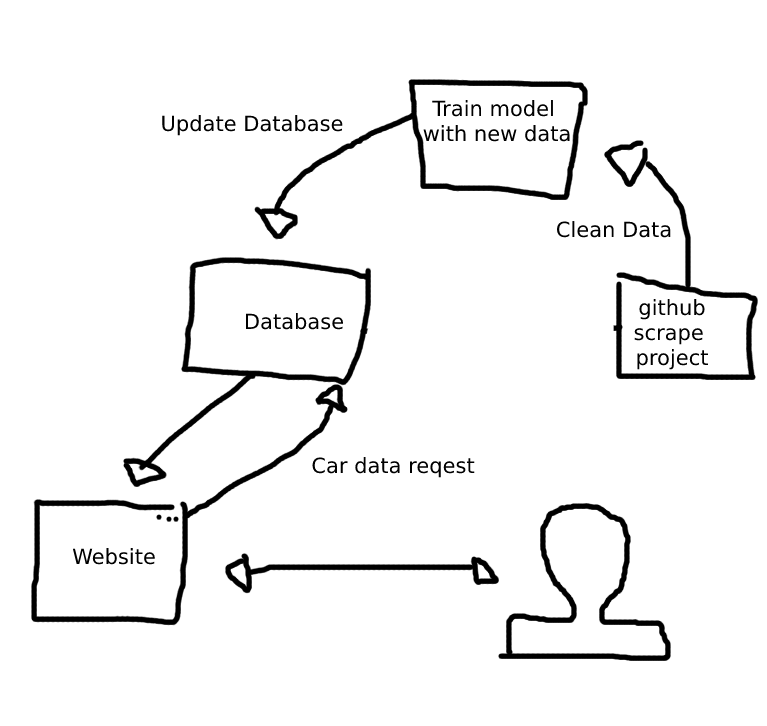 Train model
with new data
Update Database
Clean Data
github
scrape
project
Database
Car data reqest
Website